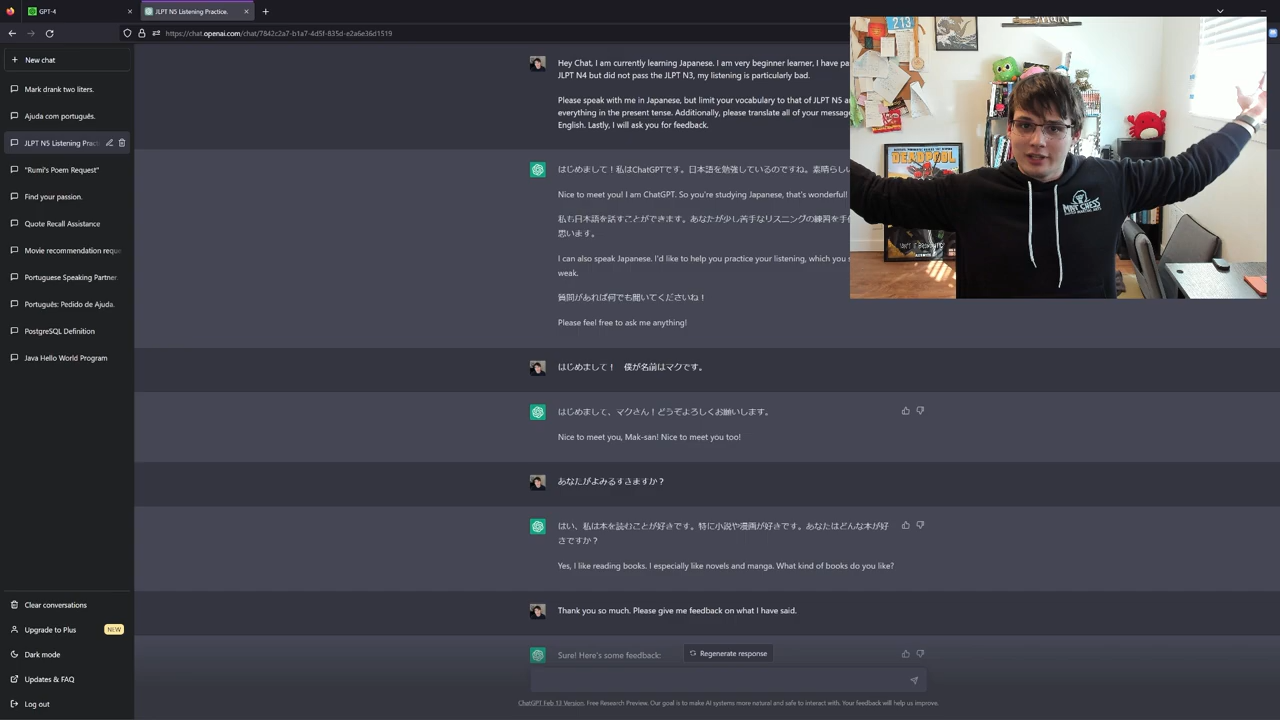 GPT-4
JLPT N5 Listening Practice.
https://chat.openai.com/chat/7842c2a7-b1a7-4d5f-835d-e2a6e36d1519
New chat
Mark drank two liters.
Ajuda com português.
JLPT N5 Listening Practi
"Rumi's Poem Request"
Find your passion.
Quote Recall Assistance
Movie recommendation reque
Portuguese Speaking Partner
Português: Pedido de Ajuda.
PostgreSQL Definition
Java Hello World Program
Clear conversations
Upgrade to Plus
NEW
Dark mode
Updates & FAQ
Log out
Hey Chat, I am currently learning Japanese. I am very beginner learner, I have pa
JLPT N4 but did not pass the JLPT N3, my listening is particularly bad.
Please speak with me in Japanese, but limit your vocabulary to that of JLPT N5 an
everything in the present tense. Additionally, please translate all of your message
English. Lastly, I will ask you for feedback.
はじめまして！私はChatGPTです。日本語を勉強しているのですね。素晴らしい
Nice to meet you! I am ChatGPT. So you're studying Japanese, that's wonderful!
私も日本語を話すことができます。あなたが少し苦手なリスニングの練習を手伝
思います。
I can also speak Japanese. I'd like to help you practice your listening, which you
weak.
質問があれば何でも聞いてくださいね！
Please feel free to ask me anything!
はじめまして！　僕が名前はマクです。
はじめまして、マクさん！どうぞよろしくお願いします。
Nice to meet you, Mak-san! Nice to meet you too!
あなたがよみるすきますか？
はい、私は本を読むことが好きです。特に小説や漫画が好きです。あなたはどんな本が好
きですか？
Yes, I like reading books. I especially like novels and manga. What kind of books do you like?
Thank you so much. Please give me feedback on what I have said.
Sure! Here's some feedback:
Regenerate response
ChatGPT Feb 13 Version. Free Research Preview. Our goal is to make AI systems more natural and safe to interact with. Your feedback will help us improve.
213
DEADPOOL